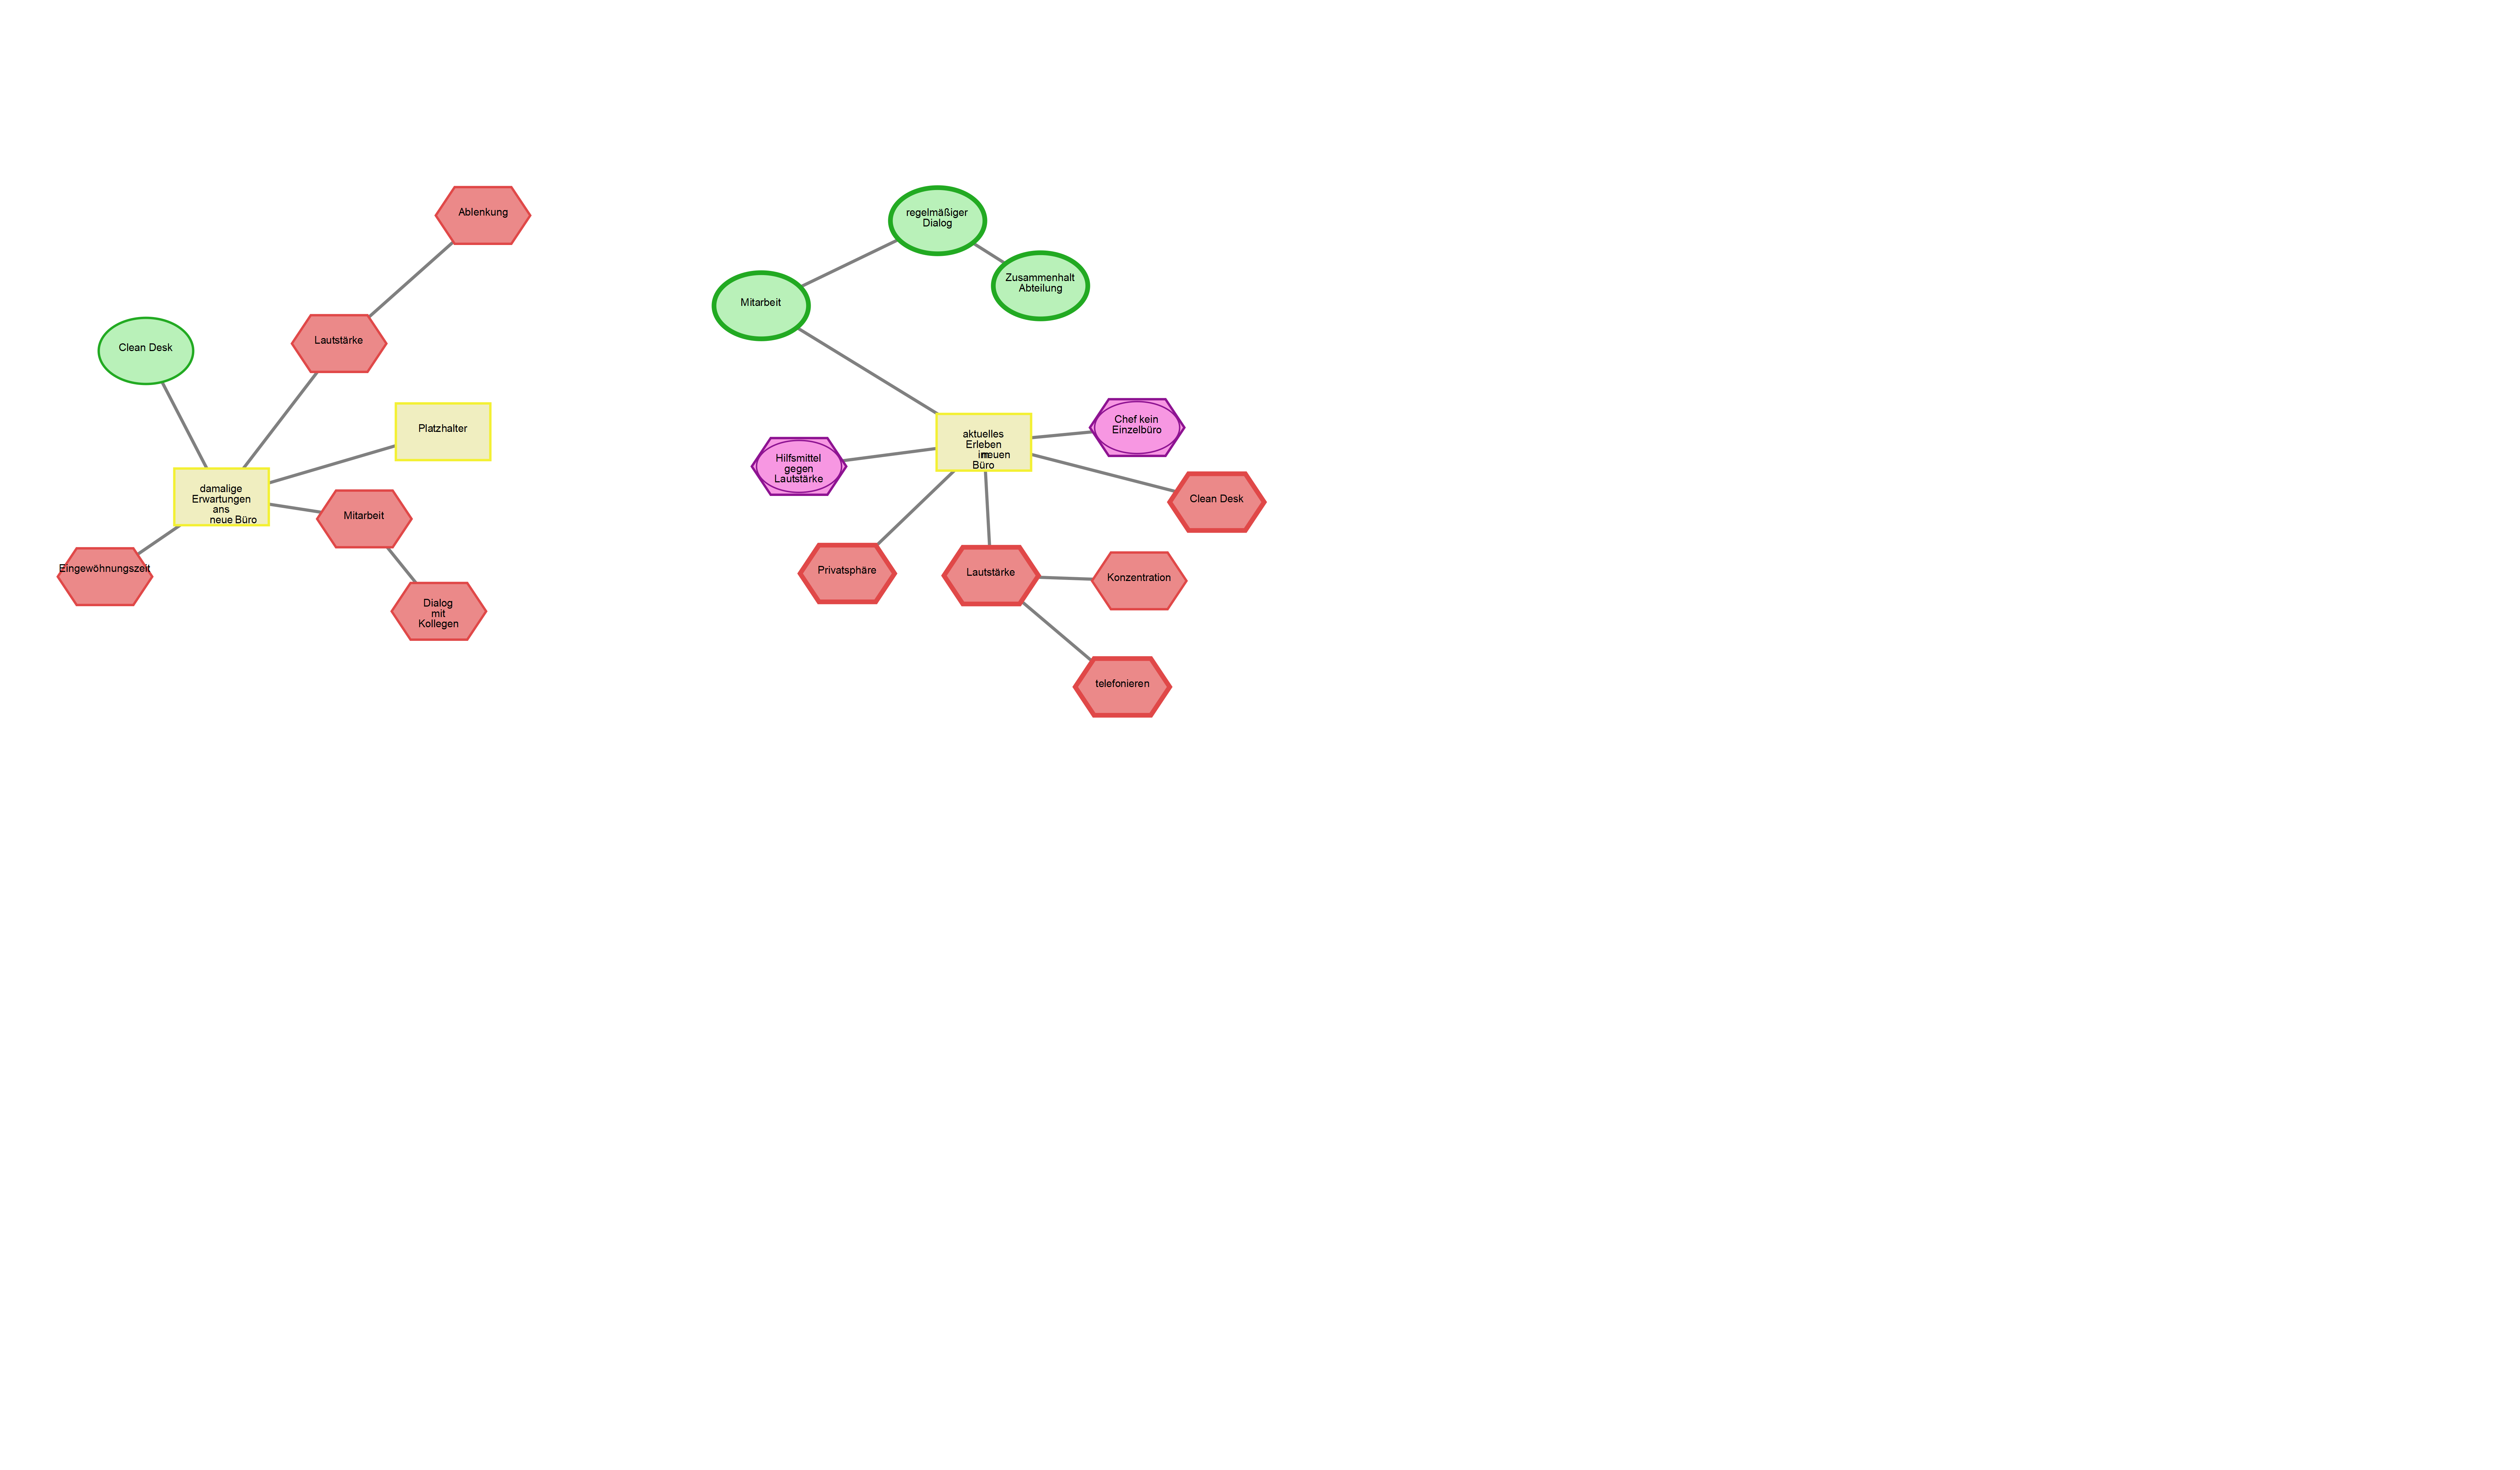 Ablenkung
Lautstärke
Clean Desk
Platzhalter
damalige
Erwartungen
ans
neue Büro
Mitarbeit
Eingewöhnungszeit
Dialog
mit
Kollegen
regelmäßiger
Dialog
Zusammenhalt
Abteilung
Mitarbeit
Chef kein
Einzelbüro
aktuelles
Erleben
im neuen
Büro
Hilfsmittel
gegen
Lautstärke
Clean Desk
Privatsphäre
Lautstärke
Konzentration
telefonieren